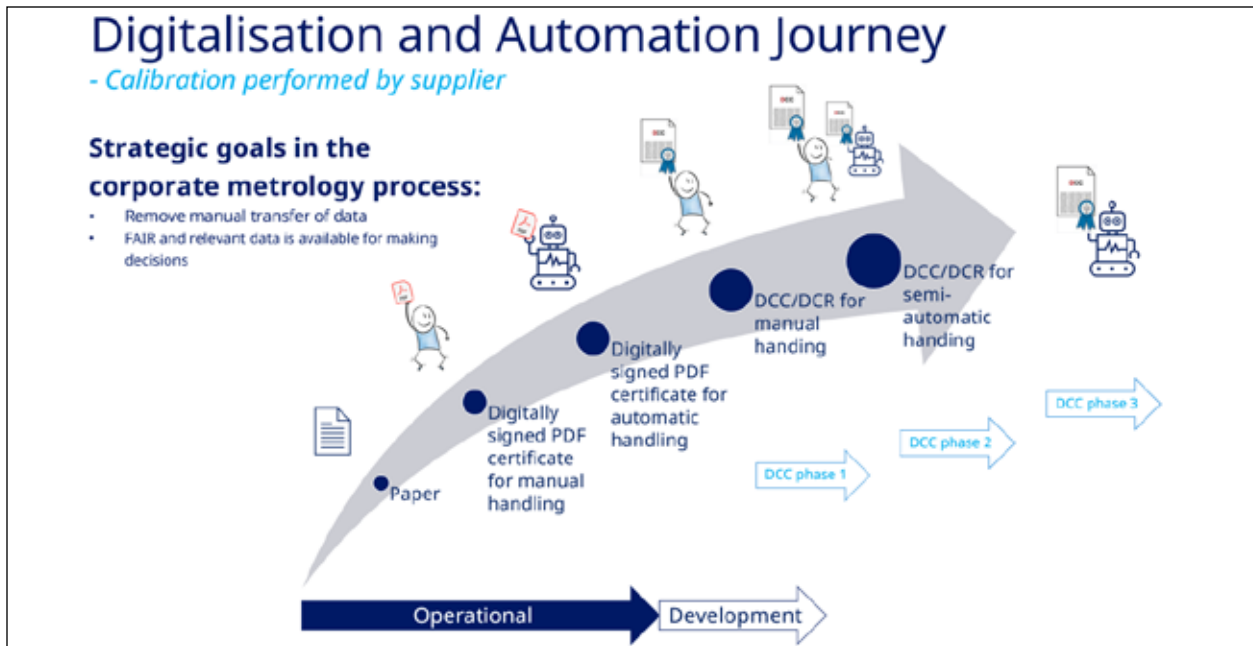 Digitalisation and Automation Journey
- Calibration performed by supplier
Strategic goals in the
corporate metrology process:
• Remove manual transfer of data
• FAIR and relevant data is available for making
decisions
Paper
Digitally
signed PDF
certificate
for manual
handling
Digitally
signed PDF
certificate for
automatic
handling
DCC/DCR for
manual
handing
DCC/DCR for
semi-
automatic
handing
DCC phase 1
DCC phase 2
DCC phase 3
Operational
Development